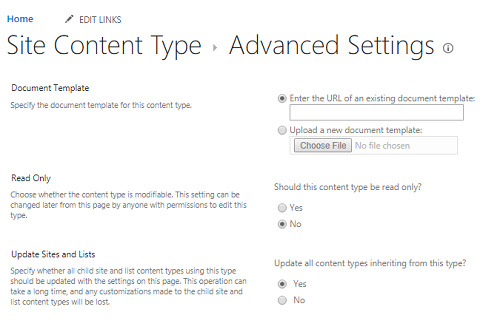 Home EDIT LINKS
Site Content Type › Advanced Settings
Document Template
Specify the document template for this content type.
Enter the URL of an existing document template:
Upload a new document template:
Choose File No file chosen
Read Only
Choose whether the content type is modifiable. This setting can be
changed later from this page by anyone with permissions to edit this
type.
Should this content type be read only?
Yes
No
Update Sites and Lists
Specify whether all child site and list content types using this type
should be updated with the settings on this page. This operation can
take a long time, and any customizations made to the child site and
list content types will be lost.
Update all content types inheriting from this type?
Yes
No